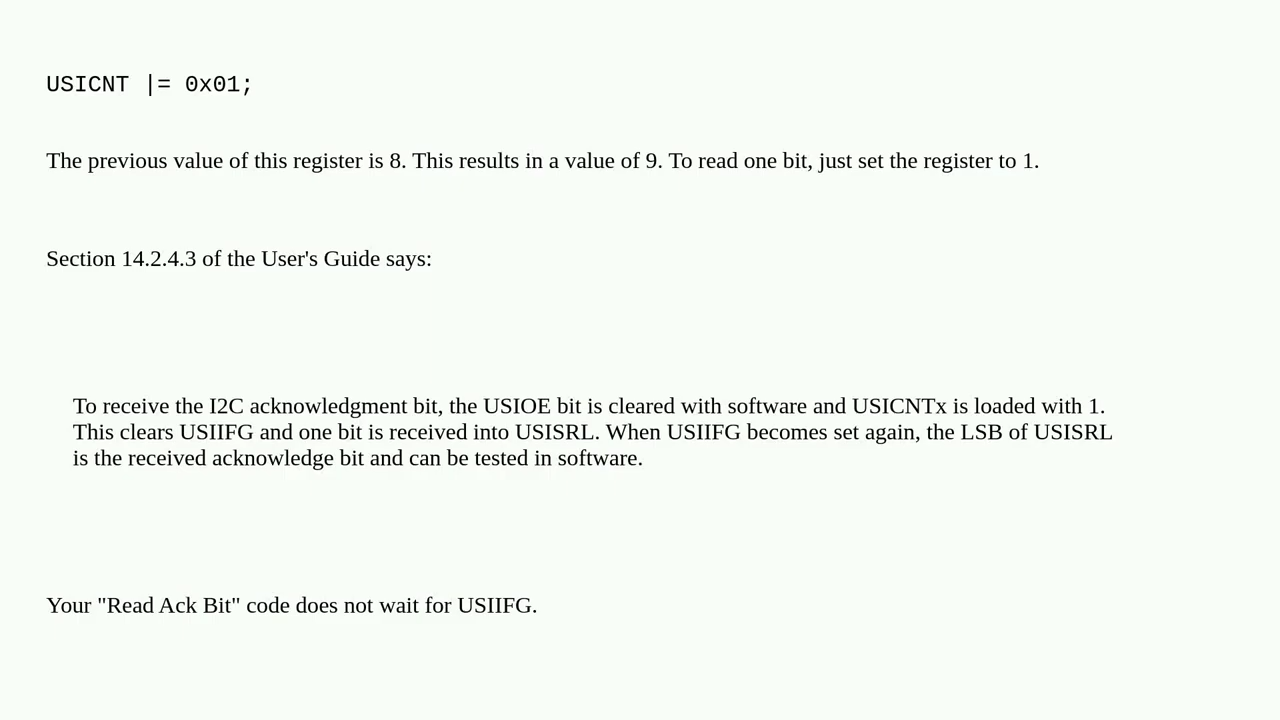 USICNT |= 0x01;
The previous value of this register is 8. This results in a value of 9. To read one bit, just set the register to 1.
Section 14.2.4.3 of the User's Guide says:
To receive the I2C acknowledgment bit, the USIOE bit is cleared with software and USICNTx is loaded with 1.
This clears USIIFG and one bit is received into USISRL. When USIIFG becomes set again, the LSB of USISRL
is the received acknowledge bit and can be tested in software.
Your "Read Ack Bit" code does not wait for USIIFG.